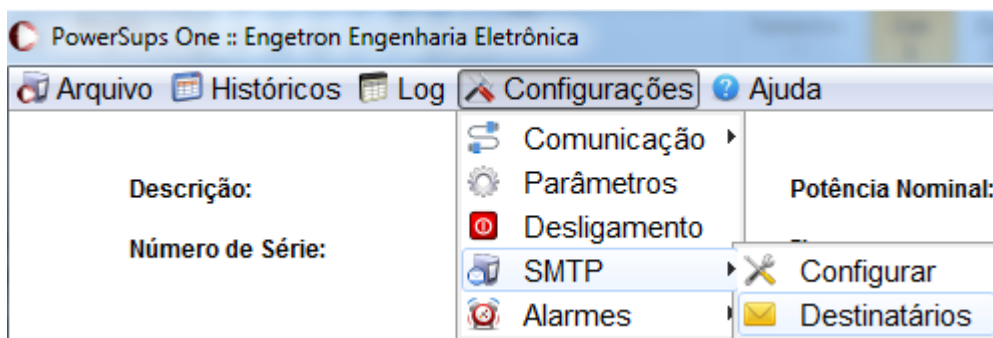 PowerSups One :: Engetron Engenharia Eletrônica
Arquivo Históricos Log Configurações Ajuda
Comunicação
Descrição: Parâmetros Potência Nominal:
Desligamento
Número de Série:
SMTP Configurar
Alarmes Destinatários